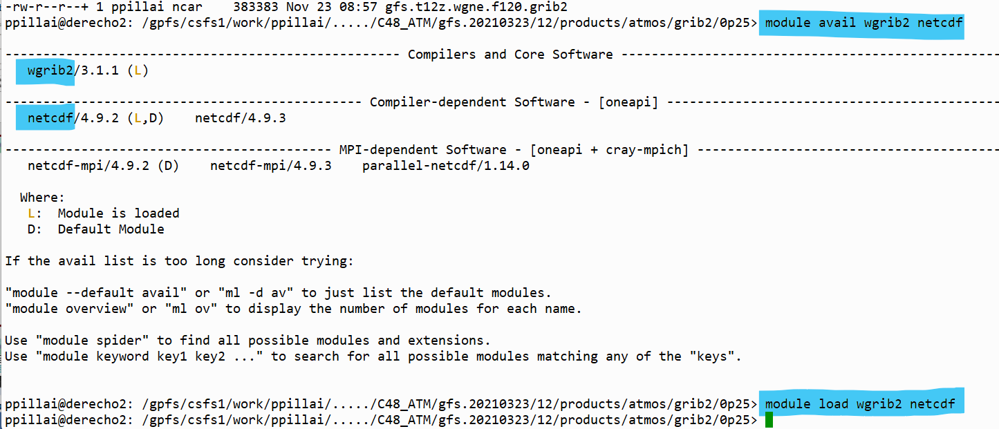 -rw-r--r--+ 1 ppillai ncar    383383 Nov 23 08:57 gfs.t12z.wgne.f120.grib2
ppillai@derecho2: /gpfs/csfs1/work/ppillai/...../C48_ATM/gfs.20210323/12/products/atmos/grib2/0p25> module avail wgrib2 netcdf
---------------------------------------------------- Compilers and Core Software --------------------------------------------------
   wgrib2/3.1.1 (L)
----------------------------------------------- Compiler-dependent Software - [oneapi] --------------------------------------------
   netcdf/4.9.2 (L,D)    netcdf/4.9.3
------------------------------------------- MPI-dependent Software - [oneapi + cray-mpich] ----------------------------------------
   netcdf-mpi/4.9.2 (D)    netcdf-mpi/4.9.3    parallel-netcdf/1.14.0
  Where:
   L:  Module is loaded
   D:  Default Module
If the avail list is too long consider trying:
"module --default avail" or "ml -d av" to just list the default modules.
"module overview" or "ml ov" to display the number of modules for each name.
Use "module spider" to find all possible modules and extensions.
Use "module keyword key1 key2 ..." to search for all possible modules matching any of the "keys".
ppillai@derecho2: /gpfs/csfs1/work/ppillai/...../C48_ATM/gfs.20210323/12/products/atmos/grib2/0p25> module load wgrib2 netcdf
ppillai@derecho2: /gpfs/csfs1/work/ppillai/...../C48_ATM/gfs.20210323/12/products/atmos/grib2/0p25>